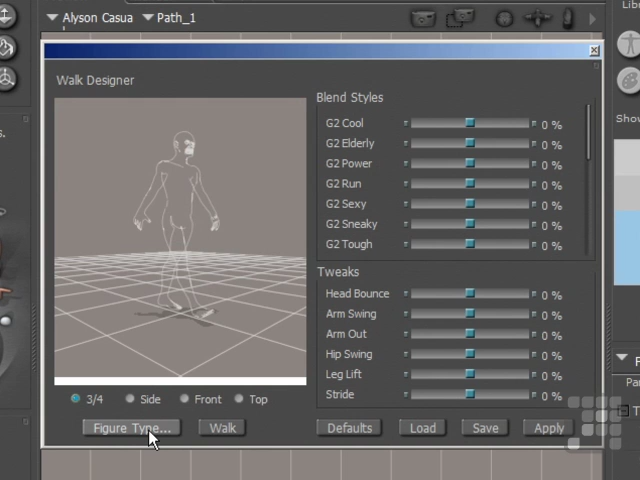 Alyson Casua Path_1
Libr
Walk Designer
Blend Styles
G2 Cool 0 %
G2 Elderly 0 %
G2 Power 0 %
G2 Run 0 %
G2 Sexy 0 %
G2 Sneaky 0 %
G2 Tough 0 %
Tweaks
Head Bounce 0 %
Arm Swing 0 %
Arm Out 0 %
Hip Swing 0 %
Leg Lift 0 %
Stride 0 %
3/4 Side Front Top
Figure Type... Walk Defaults Load Save Apply
Show
s.
Par